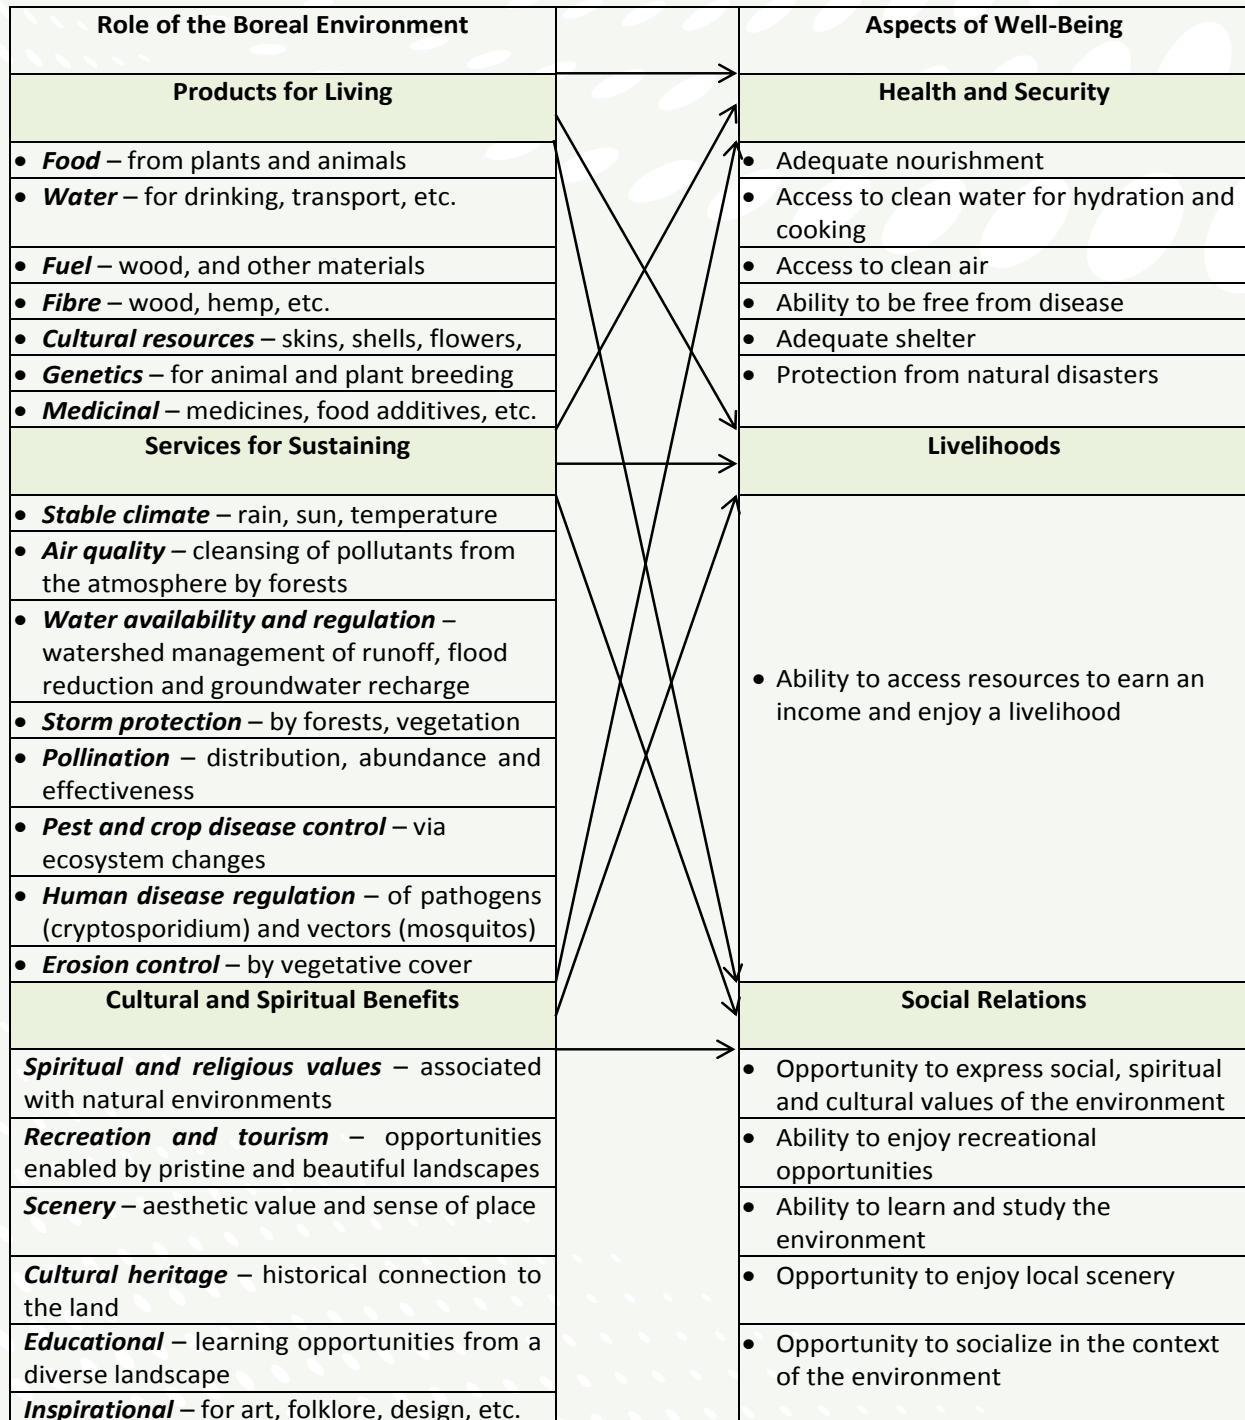 Role of the Boreal Environment
Aspects of Well-Being
Products for Living
Health and Security
• Food – from plants and animals
• Adequate nourishment
• Water – for drinking, transport, etc.
• Access to clean water for hydration and
cooking
• Fuel – wood, and other materials
• Access to clean air
• Fibre – wood, hemp, etc.
• Ability to be free from disease
• Cultural resources – skins, shells, flowers,
• Adequate shelter
• Genetics – for animal and plant breeding
• Protection from natural disasters
• Medicinal – medicines, food additives, etc.
Services for Sustaining
Livelihoods
• Stable climate – rain, sun, temperature
• Air quality – cleansing of pollutants from
the atmosphere by forests
• Water availability and regulation –
watershed management of runoff, flood
reduction and groundwater recharge
• Storm protection – by forests, vegetation
• Pollination – distribution, abundance and
effectiveness
• Pest and crop disease control – via
ecosystem changes
• Human disease regulation – of pathogens
(cryptosporidium) and vectors (mosquitos)
• Erosion control – by vegetative cover
• Ability to access resources to earn an
income and enjoy a livelihood
Cultural and Spiritual Benefits
Social Relations
Spiritual and religious values – associated
with natural environments
• Opportunity to express social, spiritual
and cultural values of the environment
Recreation and tourism – opportunities
enabled by pristine and beautiful landscapes
• Ability to enjoy recreational
opportunities
Scenery – aesthetic value and sense of place
• Ability to learn and study the
environment
Cultural heritage – historical connection to
the land
• Opportunity to enjoy local scenery
Educational – learning opportunities from a
diverse landscape
• Opportunity to socialize in the context
of the environment
Inspirational – for art, folklore, design, etc.